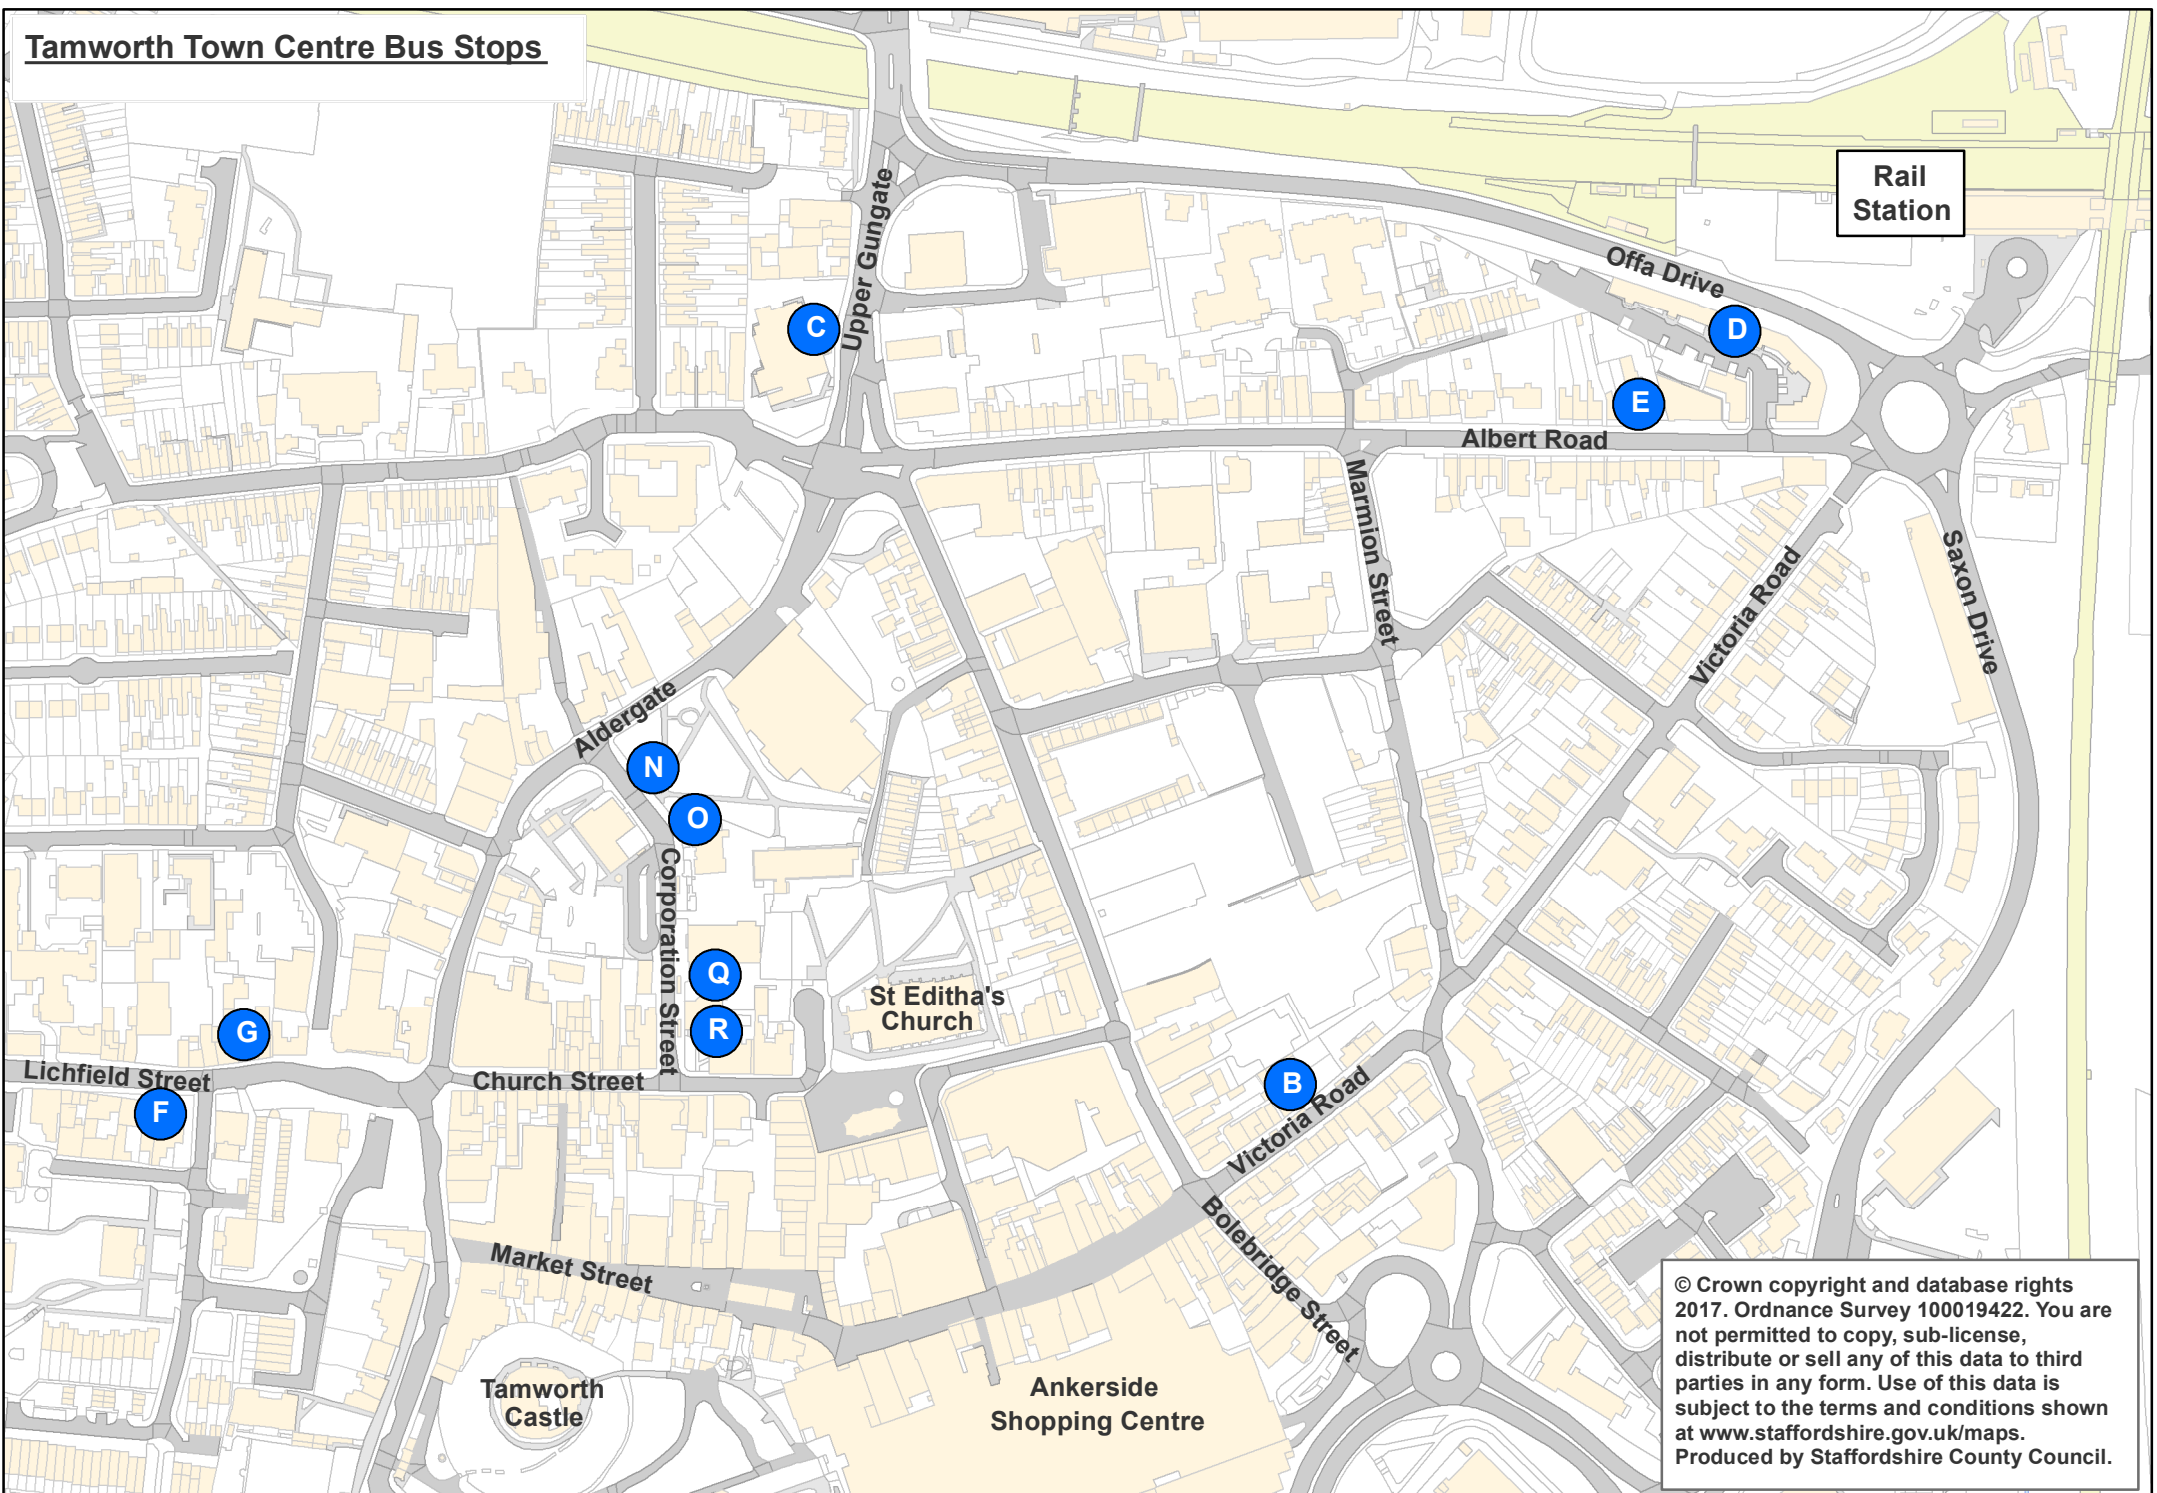 Tamworth Town Centre Bus Stops
Rail
Station
Upper Gungate
Offa Drive
C
D
E
Albert Road
Marmion Street
Saxon Drive
Victoria Road
Aldergate
N
O
Corporation Street
Q
St Editha's
Church
R
G
Lichfield Street
Church Street
F
B
Victoria Road
Bolebridge Street
Market Street
Tamworth
Castle
Ankerside
Shopping Centre
© Crown copyright and database rights
2017. Ordnance Survey 100019422. You are
not permitted to copy, sub-license,
distribute or sell any of this data to third
parties in any form. Use of this data is
subject to the terms and conditions shown
at www.staffordshire.gov.uk/maps.
Produced by Staffordshire County Council.